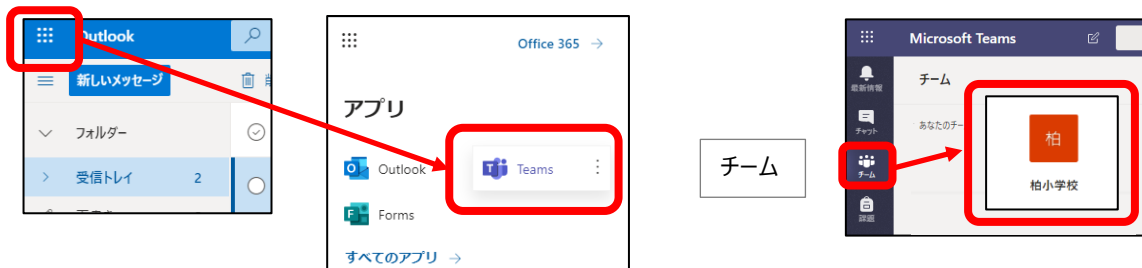 Outlook
新しいメッセージ
フォルダー
受信トレイ 2
Office 365 →
アプリ
Outlook
Teams
Forms
すべてのアプリ →
チーム
Microsoft Teams
最新情報
チャット
チーム
課題
チーム
あなたのチー
柏
柏小学校